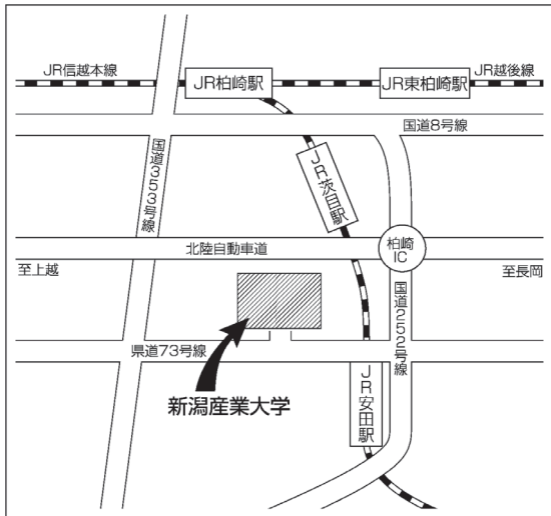 JR信越本線
JR柏崎駅
JR東柏崎駅
JR越後線
国道8号線
国道353号線
JR茨目駅
北陸自動車道
柏崎
IC
至上越
至長岡
国道252号線
県道73号線
JR安田駅
新潟産業大学